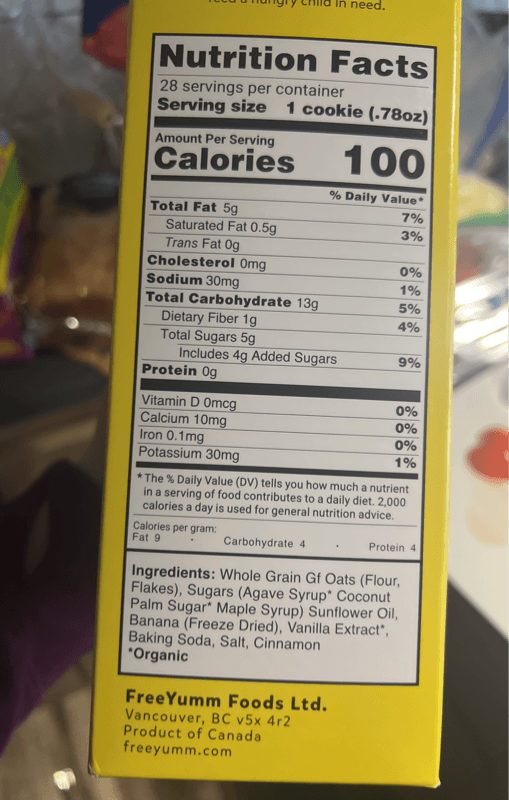 feed a hungry child in need.
Nutrition Facts
28 servings per container
Serving size 1 cookie (.78oz)
Amount Per Serving
Calories 100
% Daily Value*
Total Fat 5g 7%
Saturated Fat 0.5g 3%
Trans Fat 0g
Cholesterol 0mg 0%
Sodium 30mg 1%
Total Carbohydrate 13g 5%
Dietary Fiber 1g 4%
Total Sugars 5g
Includes 4g Added Sugars 9%
Protein 0g
Vitamin D 0mcg 0%
Calcium 10mg 0%
Iron 0.1mg 0%
Potassium 30mg 1%
*The % Daily Value (DV) tells you how much a nutrient
in a serving of food contributes to a daily diet. 2,000
calories a day is used for general nutrition advice.
Calories per gram:
Fat 9 · Carbohydrate 4 · Protein 4
Ingredients: Whole Grain Gf Oats (Flour,
Flakes), Sugars (Agave Syrup* Coconut
Palm Sugar* Maple Syrup) Sunflower Oil,
Banana (Freeze Dried), Vanilla Extract*,
Baking Soda, Salt, Cinnamon
*Organic
FreeYumm Foods Ltd.
Vancouver, BC v5x 4r2
Product of Canada
freeyumm.com